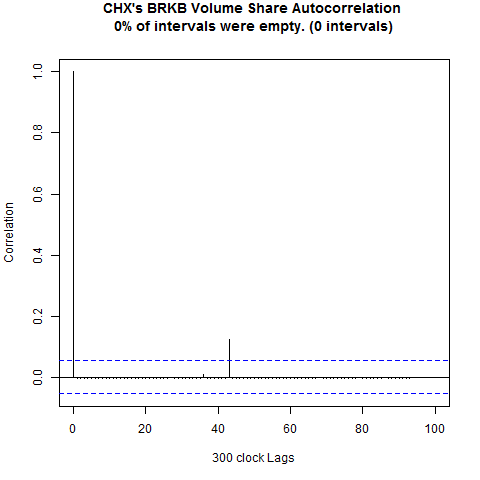 CHX's BRKB Volume Share Autocorrelation
0% of intervals were empty. (0 intervals)
1.0
0.8
0.6
0.4
0.2
0.0
Correlation
0 20 40 60 80 100
300 clock Lags